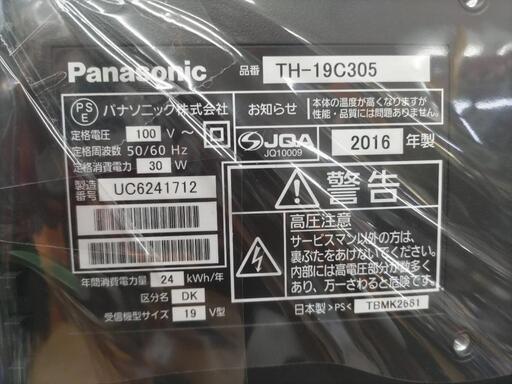 Panasonic
品番 TH-19C305
PS E
パナソニック株式会社
お知らせ
本体の温度が高くなりますが
性能・品質には問題ありません。
定格電圧 100 V～
定格周波数 50/60 Hz
定格消費電力 30 W
JQA
JQ10009
2016 年製
製造番号 UC6241712
警告
高圧注意
サービスマン以外の方は、
裏ぶたをあけないでください。
内部には高電圧部分が数多く
あり、万一さわると危険です。
年間消費電力量 24 kWh/年
区分名 DK
受信機型サイズ 19 V型
日本製 >PS< TBMK2681